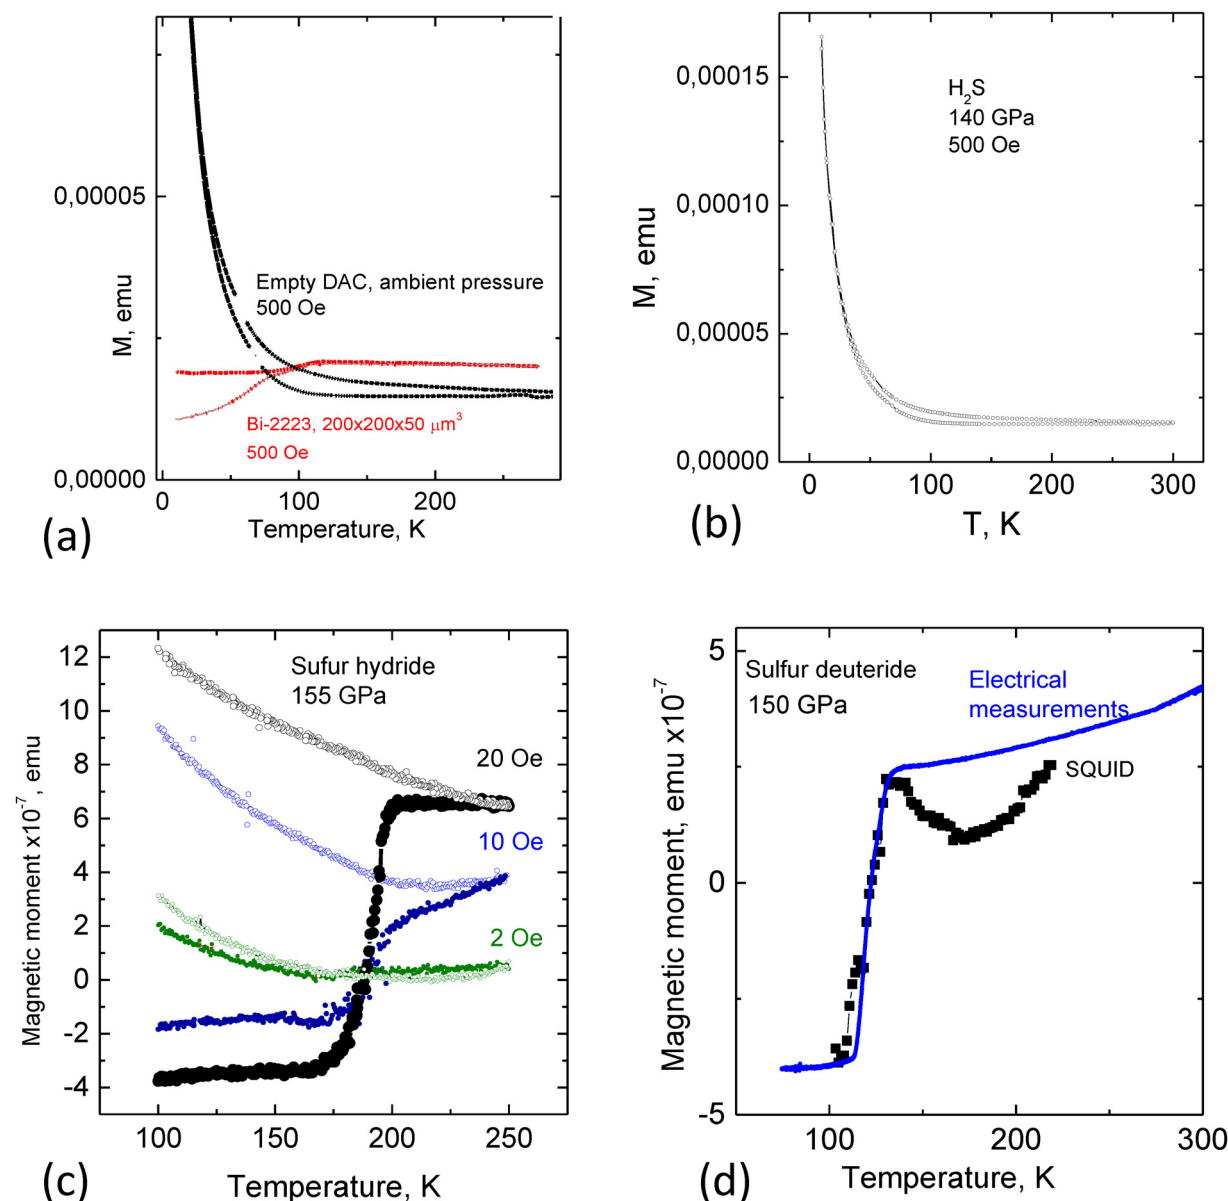 0,00005
0,00000
M, emu
Empty DAC, ambient pressure
500 Oe
Bi-2223, 200x200x50 μm³
500 Oe
0 100 200
Temperature, K
(a)
0,00015
0,00010
0,00005
0,00000
M, emu
H₂S
140 GPa
500 Oe
0 100 200 300
T, K
(b)
12
10
8
6
4
2
0
-2
-4
Magnetic moment x10⁻⁷, emu
Sufur hydride
155 GPa
20 Oe
10 Oe
2 Oe
100 150 200 250
Temperature, K
(c)
5
0
-5
Magnetic moment, emu x10⁻⁷
Sulfur deuteride
150 GPa
Electrical
measurements
SQUID
100 200 300
Temperature, K
(d)